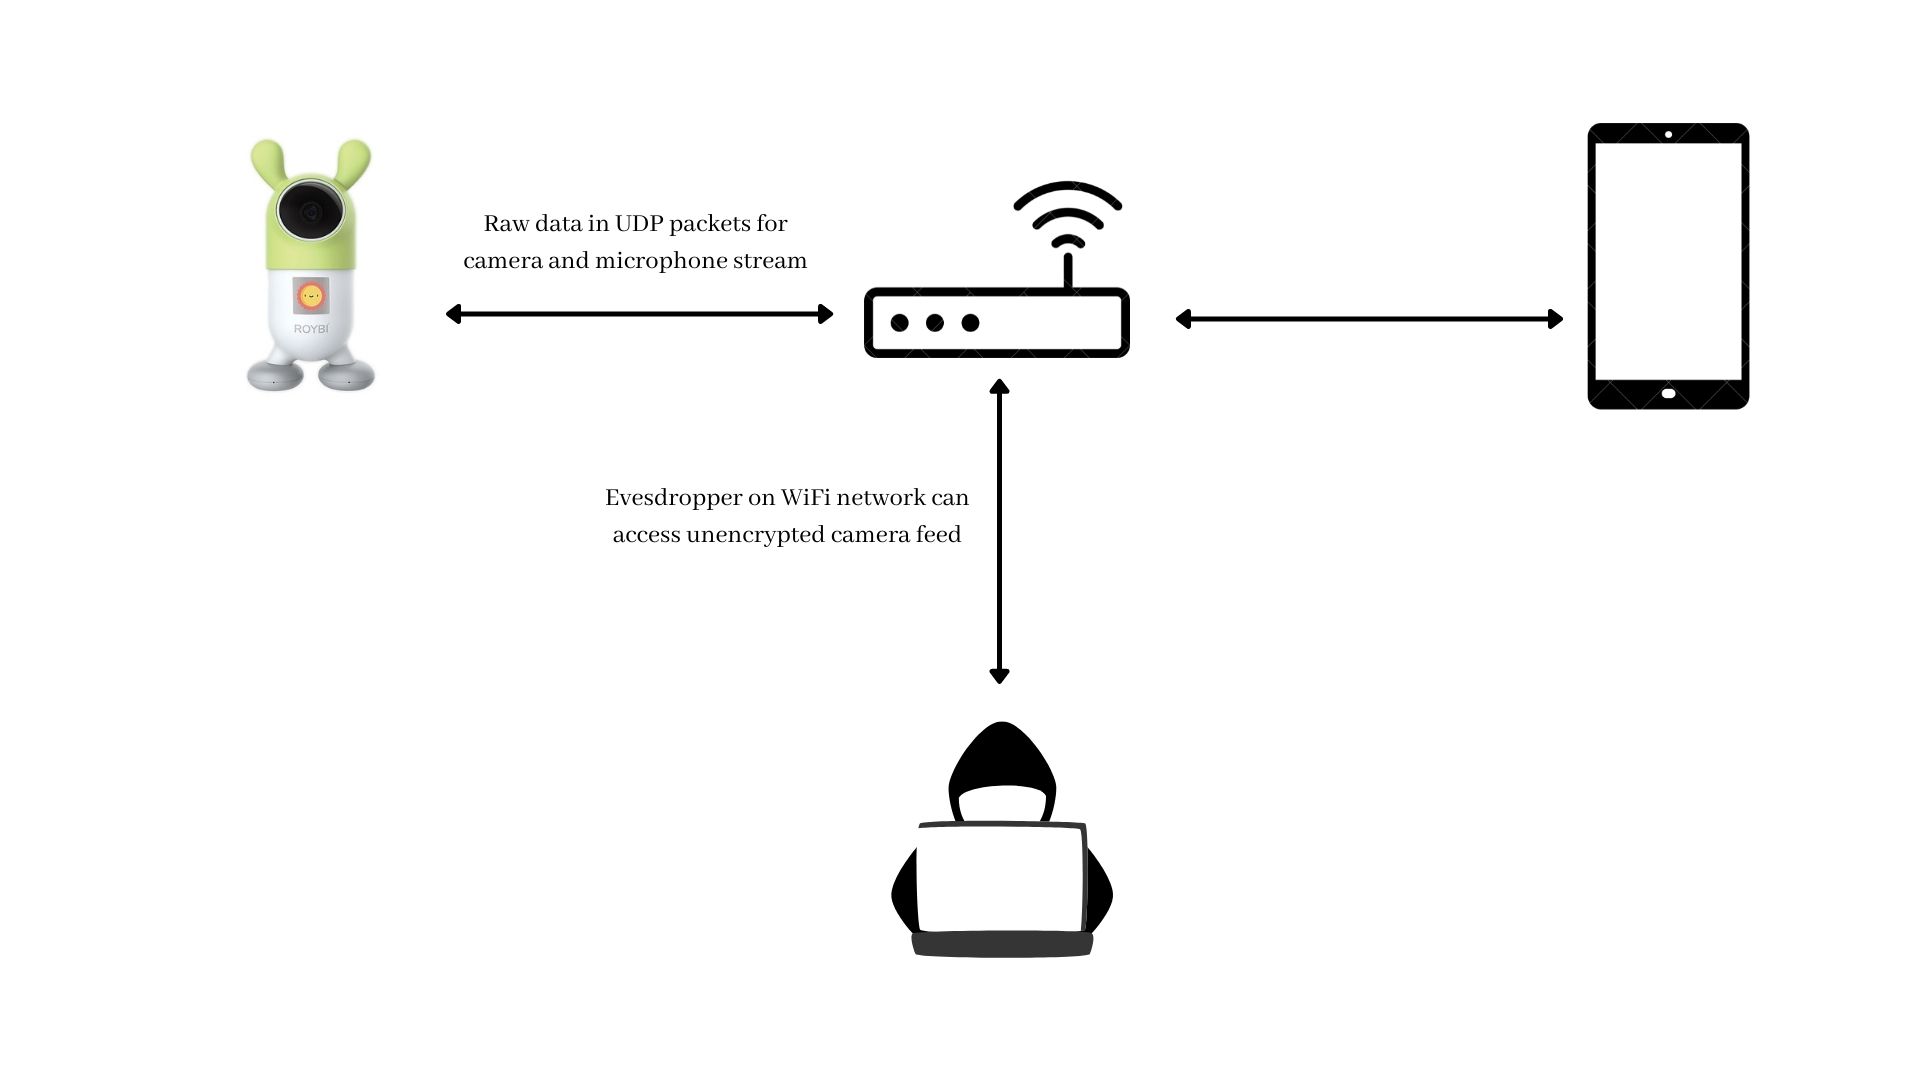 Raw data in UDP packets for
camera and microphone stream
ROYBI
Evesdropper on WiFi network can
access unencrypted camera feed